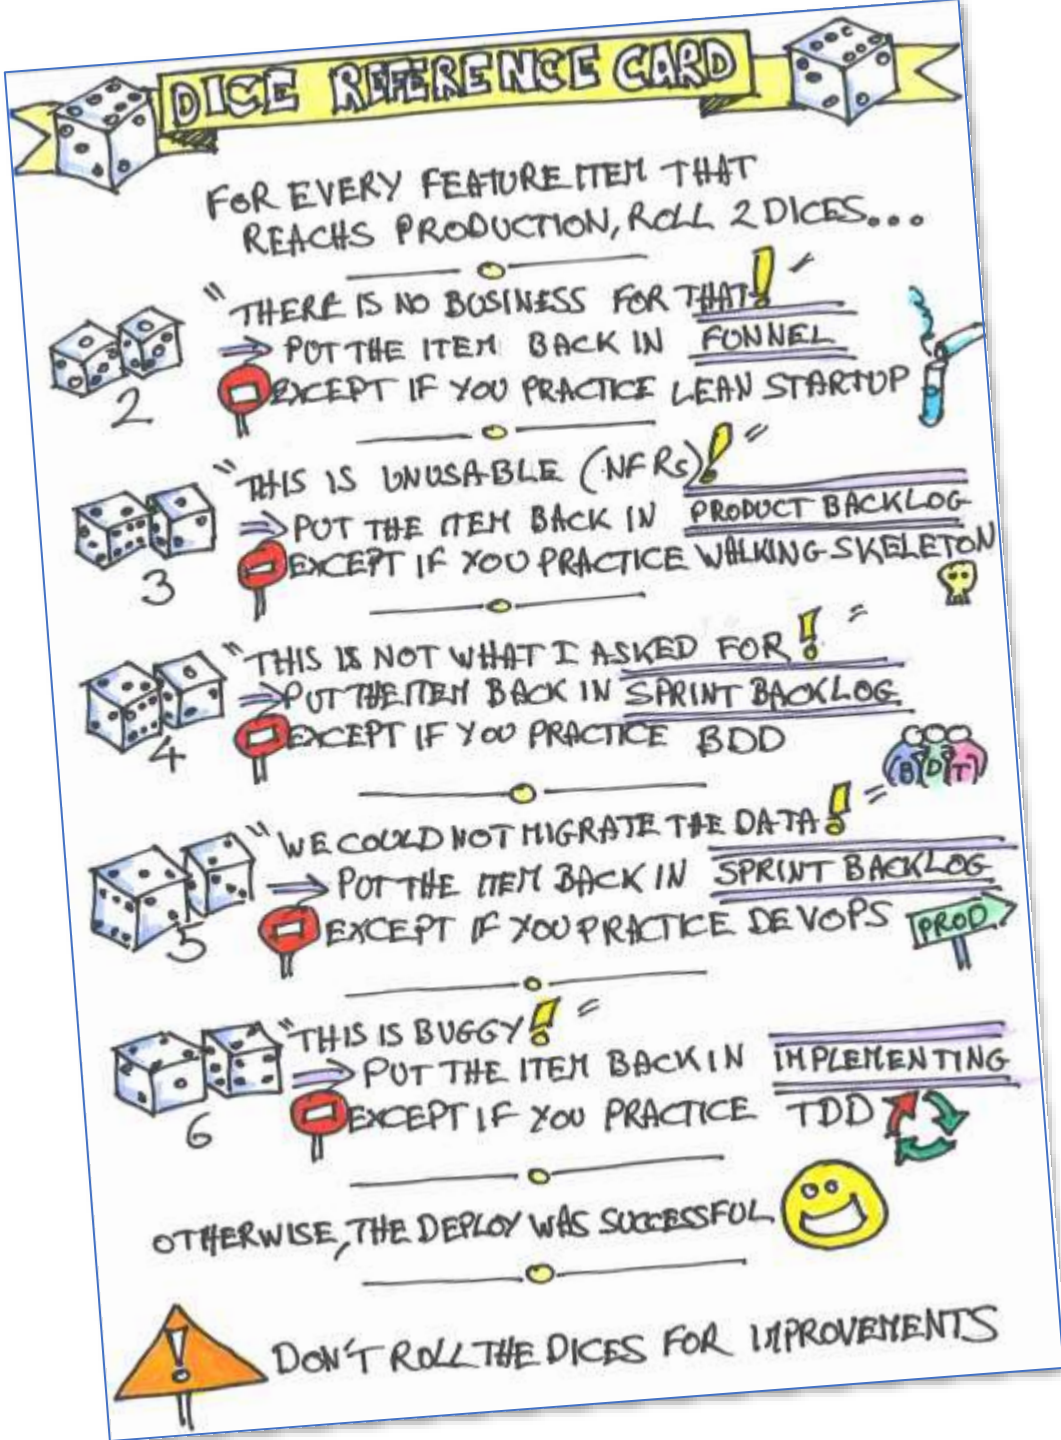 DICE REFERENCE CARD
FOR EVERY FEATURE ITEM THAT
REACHS PRODUCTION, ROLL 2 DICES...
"THERE IS NO BUSINESS FOR THAT!"
⇒ PUT THE ITEM BACK IN FUNNEL
EXCEPT IF YOU PRACTICE LEAN STARTUP
2
"THIS IS UNUSABLE (NFRs)!"
⇒ PUT THE ITEM BACK IN PRODUCT BACKLOG
EXCEPT IF YOU PRACTICE WALKING-SKELETON
3
"THIS IS NOT WHAT I ASKED FOR!"
⇒ PUT THE ITEM BACK IN SPRINT BACKLOG
EXCEPT IF YOU PRACTICE BDD
4
B D T
"WE COULD NOT MIGRATE THE DATA!"
⇒ PUT THE ITEM BACK IN SPRINT BACKLOG
EXCEPT IF YOU PRACTICE DEVOPS
PROD.
5
"THIS IS BUGGY!"
⇒ PUT THE ITEM BACK IN IMPLEMENTING
EXCEPT IF YOU PRACTICE TDD
6
OTHERWISE, THE DEPLOY WAS SUCCESSFUL
! DON'T ROLL THE DICES FOR IMPROVEMENTS